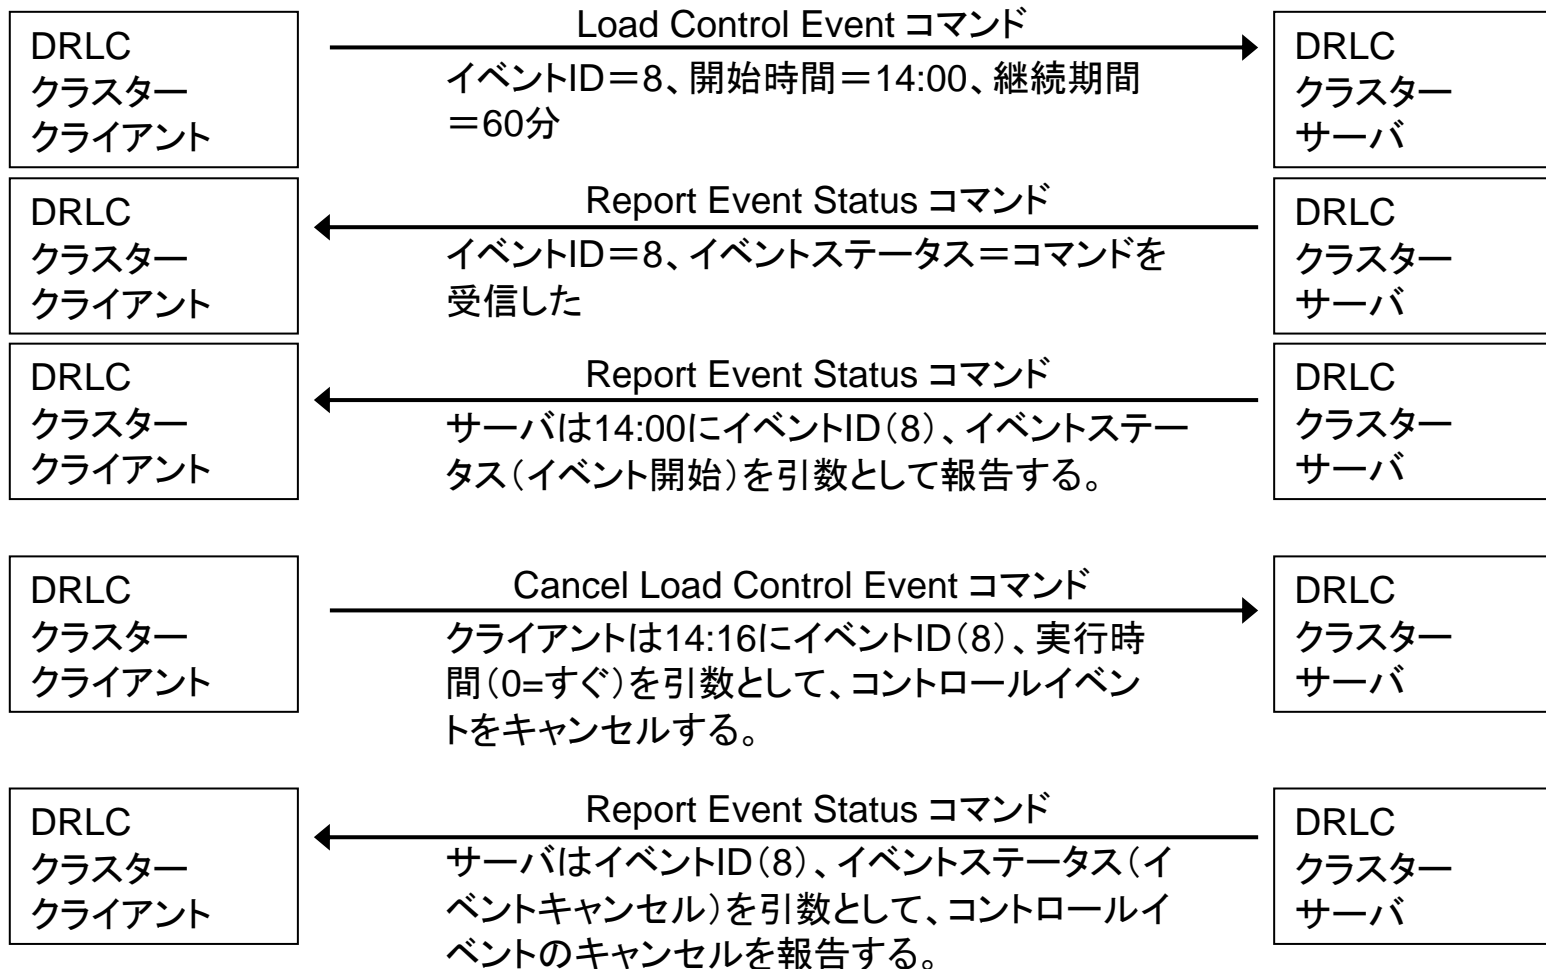 DRLC
クラスター
クライアント
Load Control Event コマンド
イベントID＝8、開始時間＝14:00、継続期間
＝60分
DRLC
クラスター
サーバ
DRLC
クラスター
クライアント
Report Event Status コマンド
イベントID＝8、イベントステータス＝コマンドを
受信した
DRLC
クラスター
サーバ
DRLC
クラスター
クライアント
Report Event Status コマンド
サーバは14:00にイベントID（8）、イベントステー
タス（イベント開始）を引数として報告する。
DRLC
クラスター
サーバ
DRLC
クラスター
クライアント
Cancel Load Control Event コマンド
クライアントは14:16にイベントID（8）、実行時
間（0=すぐ）を引数として、コントロールイベン
トをキャンセルする。
DRLC
クラスター
サーバ
DRLC
クラスター
クライアント
Report Event Status コマンド
サーバはイベントID（8）、イベントステータス（イ
ベントキャンセル）を引数として、コントロールイ
ベントのキャンセルを報告する。
DRLC
クラスター
サーバ